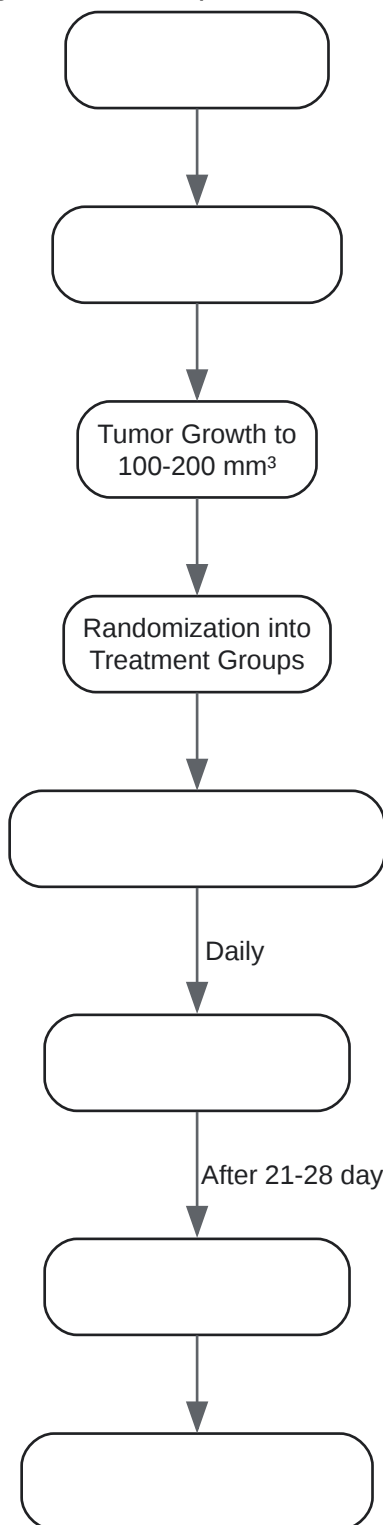 Tumor Growth to
100-200 mm³
Randomization into
Treatment Groups
Daily
After 21-28 day